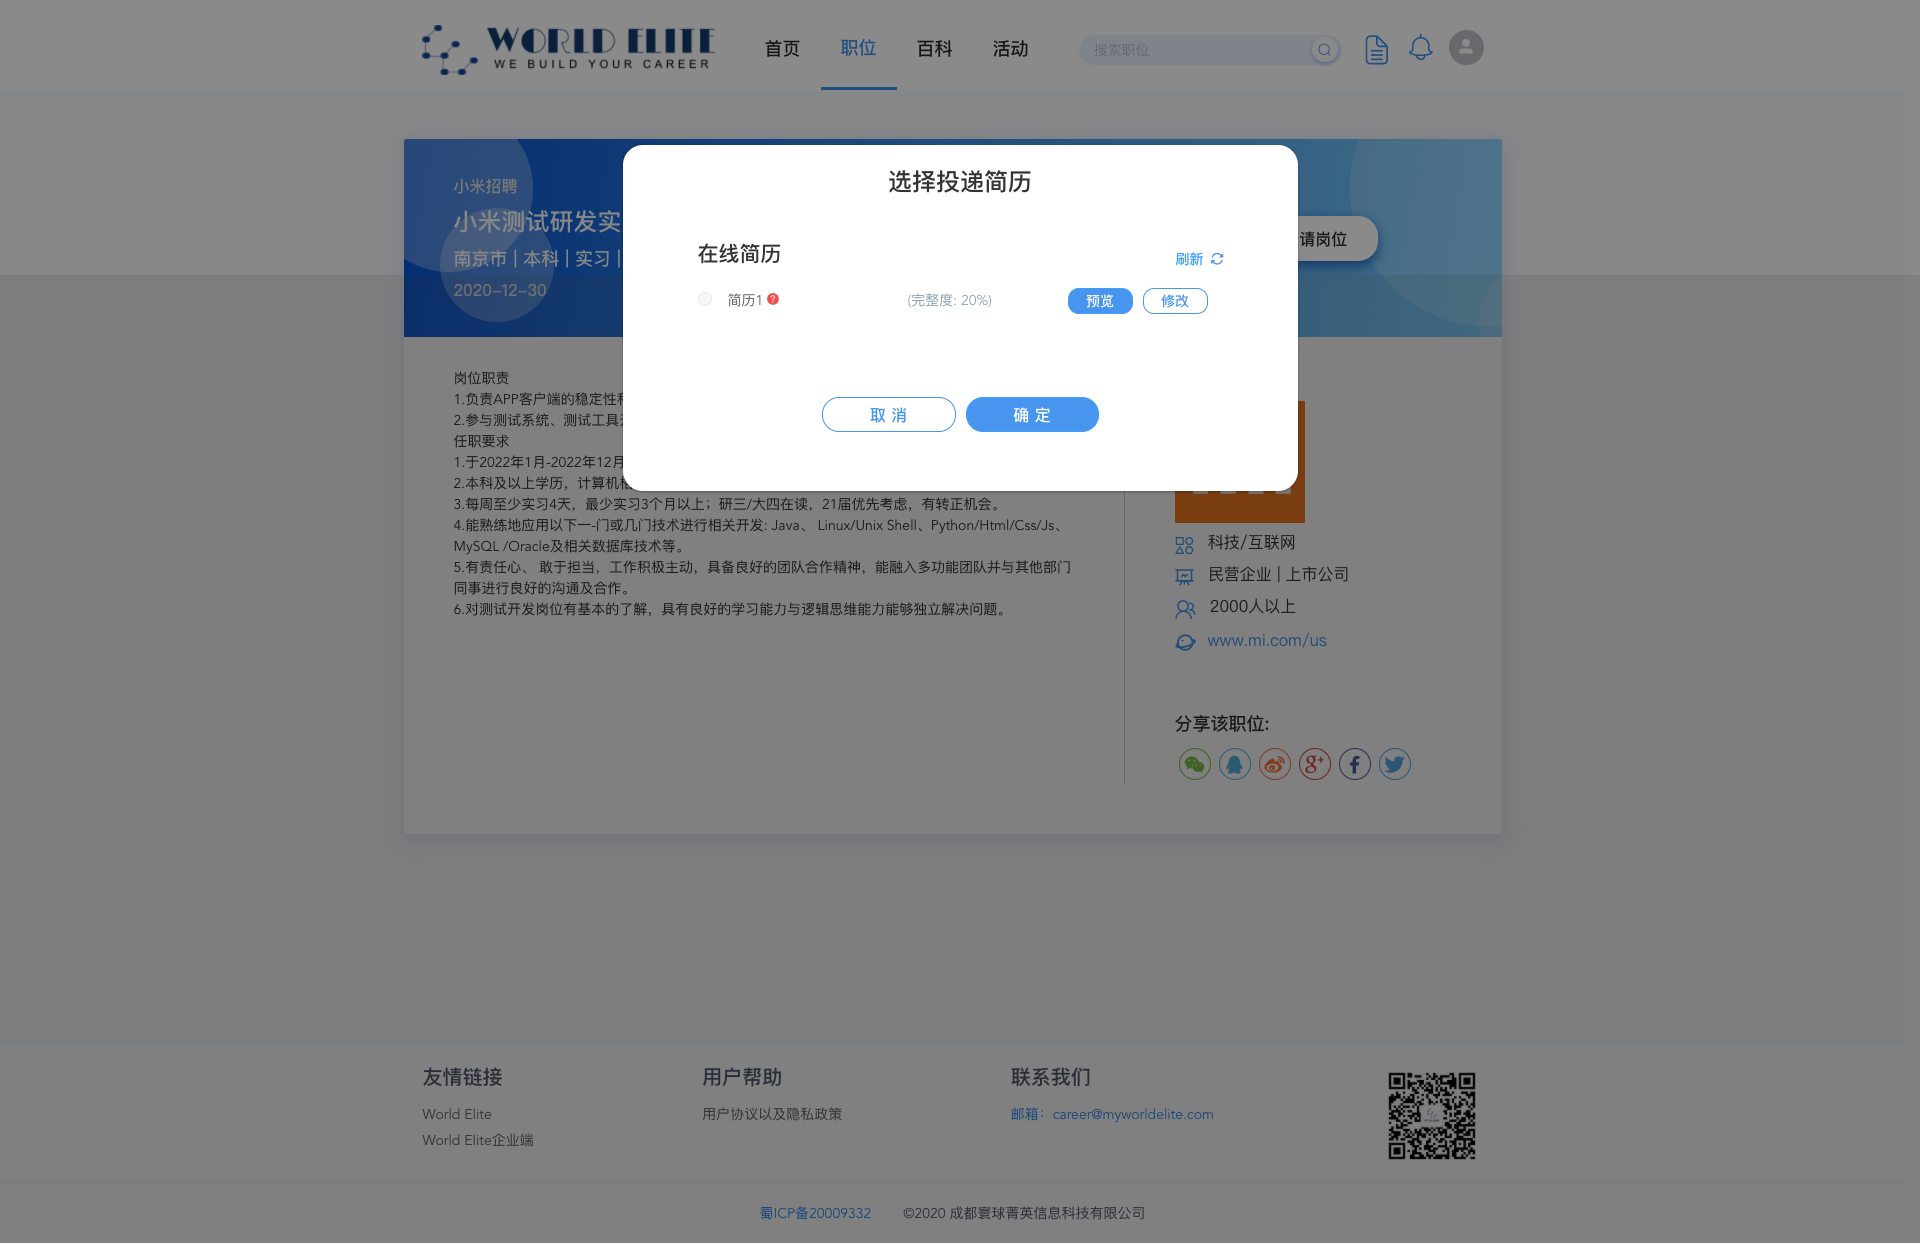 WORLD ELITE
WE BUILD YOUR CAREER
首页
职位
百科
活动
搜索职位
小米招聘
小米测试研发实
南京市 | 本科 | 实习 |
2020-12-30
请岗位
选择投递简历
在线简历
刷新
简历1
(完整度: 20%)
预览
修改
取 消
确 定
岗位职责
1.负责APP客户端的稳定性
2.参与测试系统、测试工具
任职要求
1.于2022年1月-2022年12月
2.本科及以上学历，计算机
3.每周至少实习4天，最少实习3个月以上；研三/大四在读，21届优先考虑，有转正机会。
4.能熟练地应用以下一-门或几门技术进行相关开发: Java、 Linux/Unix Shell、Python/Html/Css/Js、
MySQL /Oracle及相关数据库技术等。
5.有责任心、 敢于担当，工作积极主动，具备良好的团队合作精神，能融入多功能团队并与其他部门
同事进行良好的沟通及合作。
6.对测试开发岗位有基本的了解，具有良好的学习能力与逻辑思维能力能够独立解决问题。
科技/互联网
民营企业 | 上市公司
2000人以上
www.mi.com/us
分享该职位:
友情链接
World Elite
World Elite企业端
用户帮助
用户协议以及隐私政策
联系我们
邮箱：career@myworldelite.com
蜀ICP备20009332
©2020 成都寰球菁英信息科技有限公司